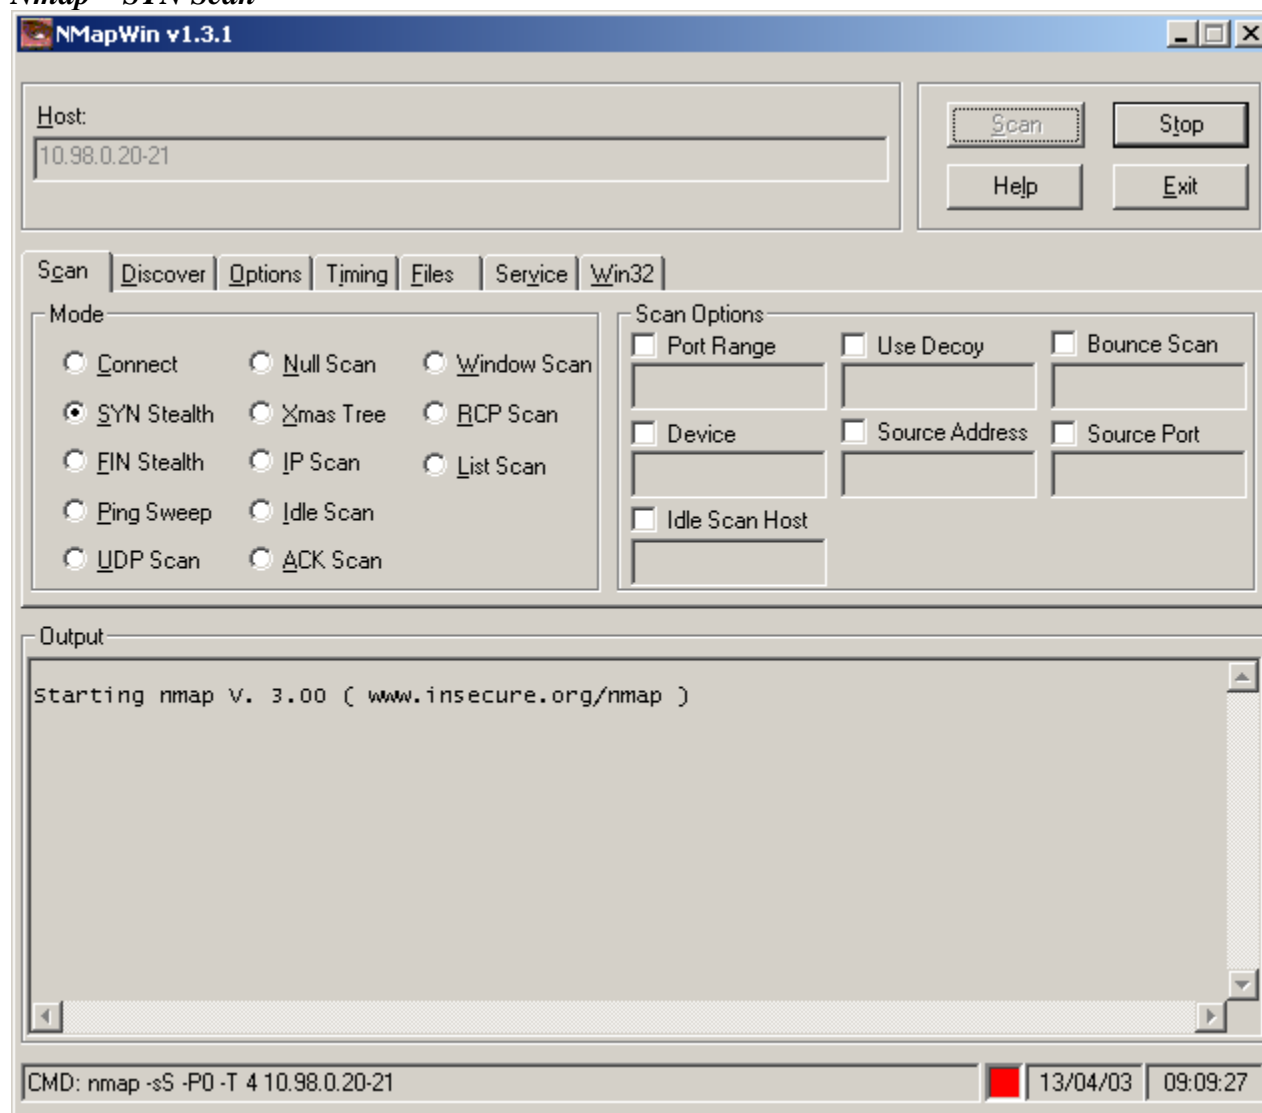 Nmap – SYN Scan
NMapWin v1.3.1
Host:
10.98.0.20-21
Scan Stop
Help Exit
Scan Discover Options Timing Files Service Win32
Mode
Connect Null Scan Window Scan
SYN Stealth Xmas Tree RCP Scan
FIN Stealth IP Scan List Scan
Ping Sweep Idle Scan
UDP Scan ACK Scan
Scan Options
Port Range Use Decoy Bounce Scan
Device Source Address Source Port
Idle Scan Host
Output
Starting nmap V. 3.00 ( www.insecure.org/nmap )
CMD: nmap -sS -P0 -T 4 10.98.0.20-21 13/04/03 09:09:27